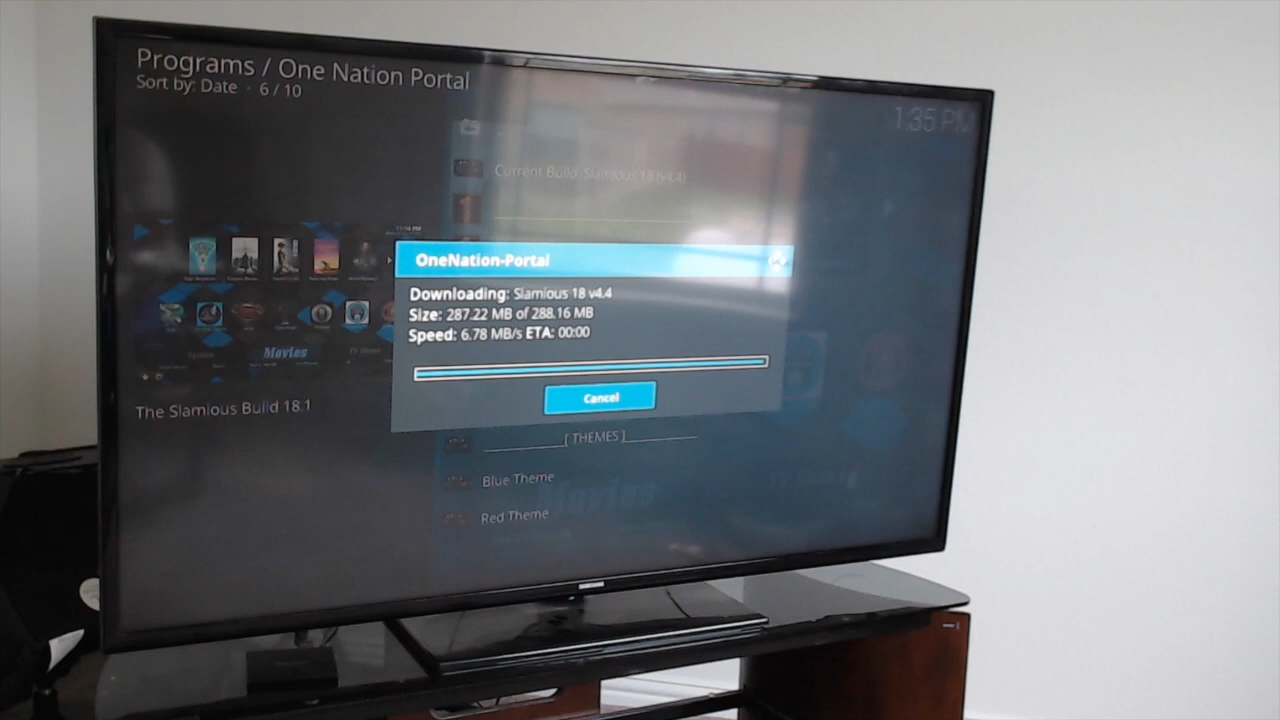 Programs / One Nation Portal
Sort by: Date · 6 / 10
1:35 PM
Current Build: Slamious 18 (v4.4)
OneNation-Portal
Downloading: Slamious 18 v4.4
Size: 287.22 MB of 288.16 MB
Speed: 6.78 MB/s ETA: 00:00
Cancel
Movies
The Slamious Build 18.1
[ THEMES ]
Blue Theme
Movies
Red Theme